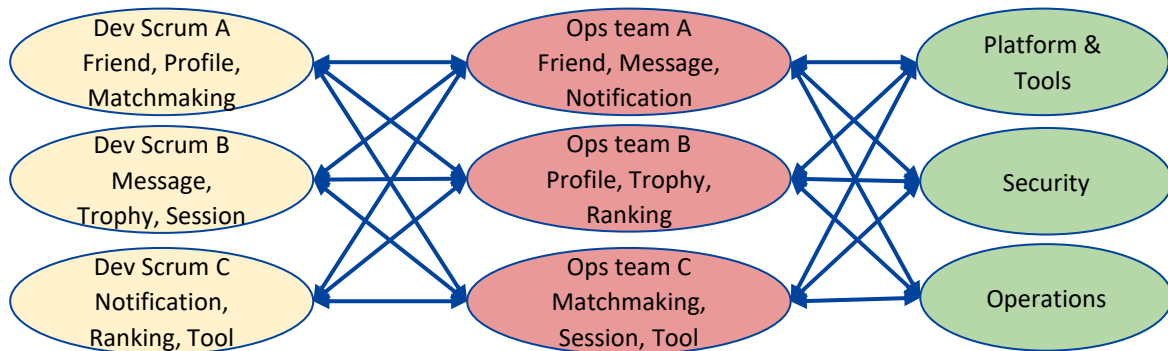 Dev Scrum A
Friend, Profile,
Matchmaking
Ops team A
Friend, Message,
Notification
Platform &
Tools
Dev Scrum B
Message,
Trophy, Session
Ops team B
Profile, Trophy,
Ranking
Security
Dev Scrum C
Notification,
Ranking, Tool
Ops team C
Matchmaking,
Session, Tool
Operations